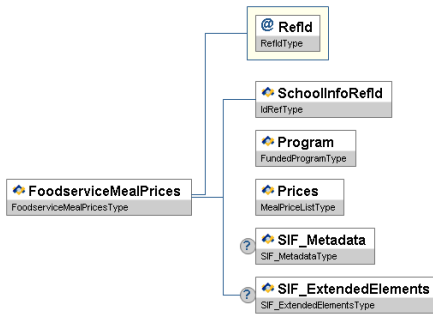 @ RefId
RefIdType
SchoolInfoRefId
IdRefType
Program
FundedProgramType
FoodserviceMealPrices
FoodserviceMealPricesType
Prices
MealPriceListType
? SIF_Metadata
SIF_MetadataType
? SIF_ExtendedElements
SIF_ExtendedElementsType